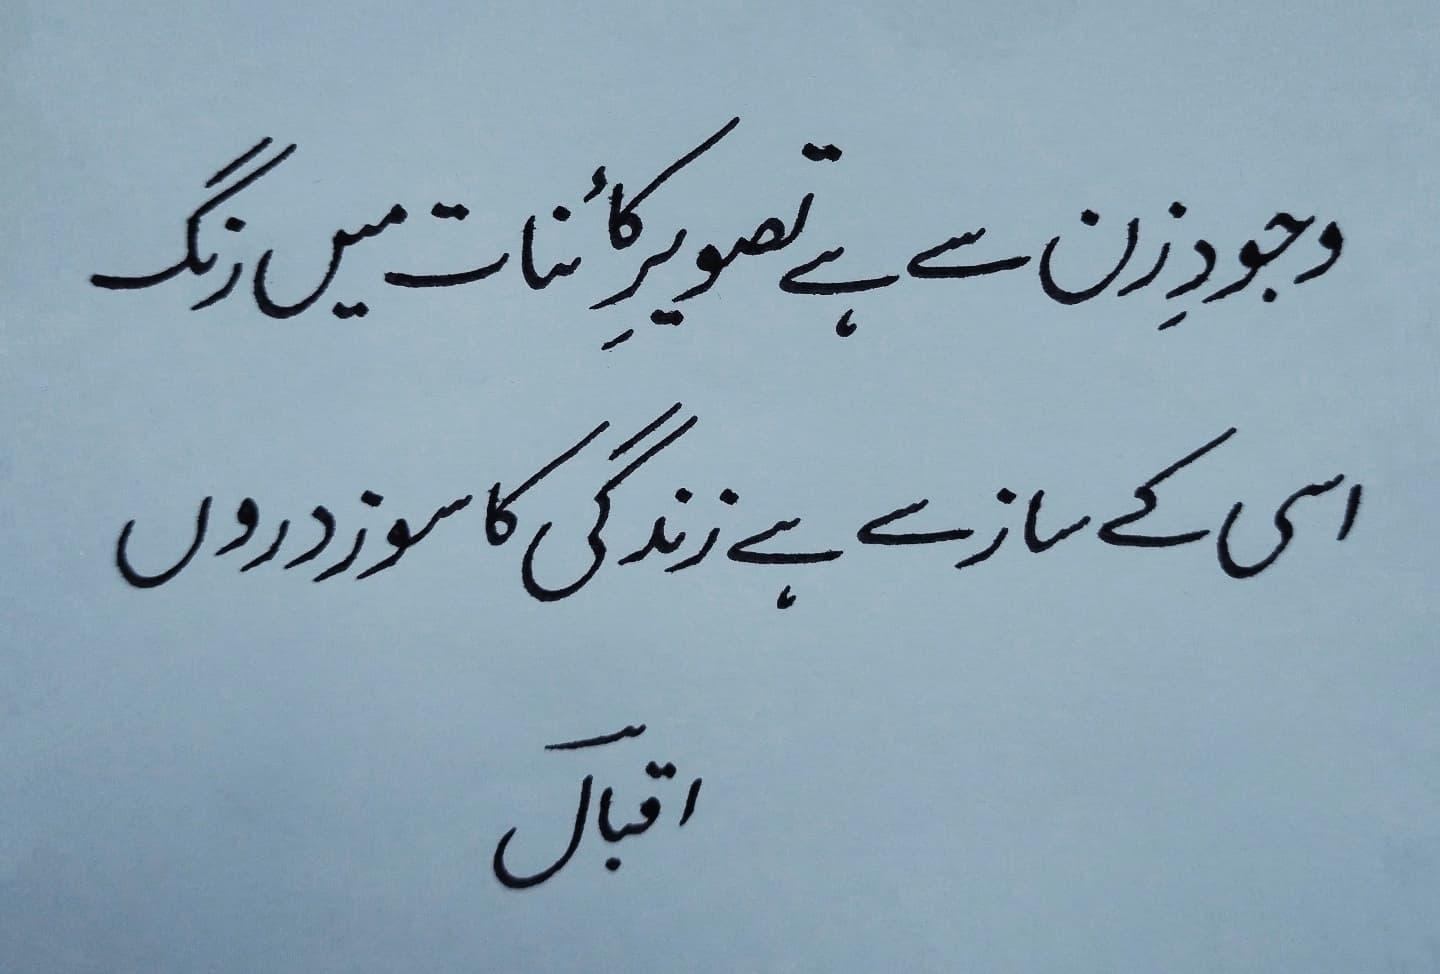 وجودِ زن سے ہے تصویرِ کائنات میں رنگ
اسی کے ساز سے ہے زندگی کا سوز دروں
اقبال